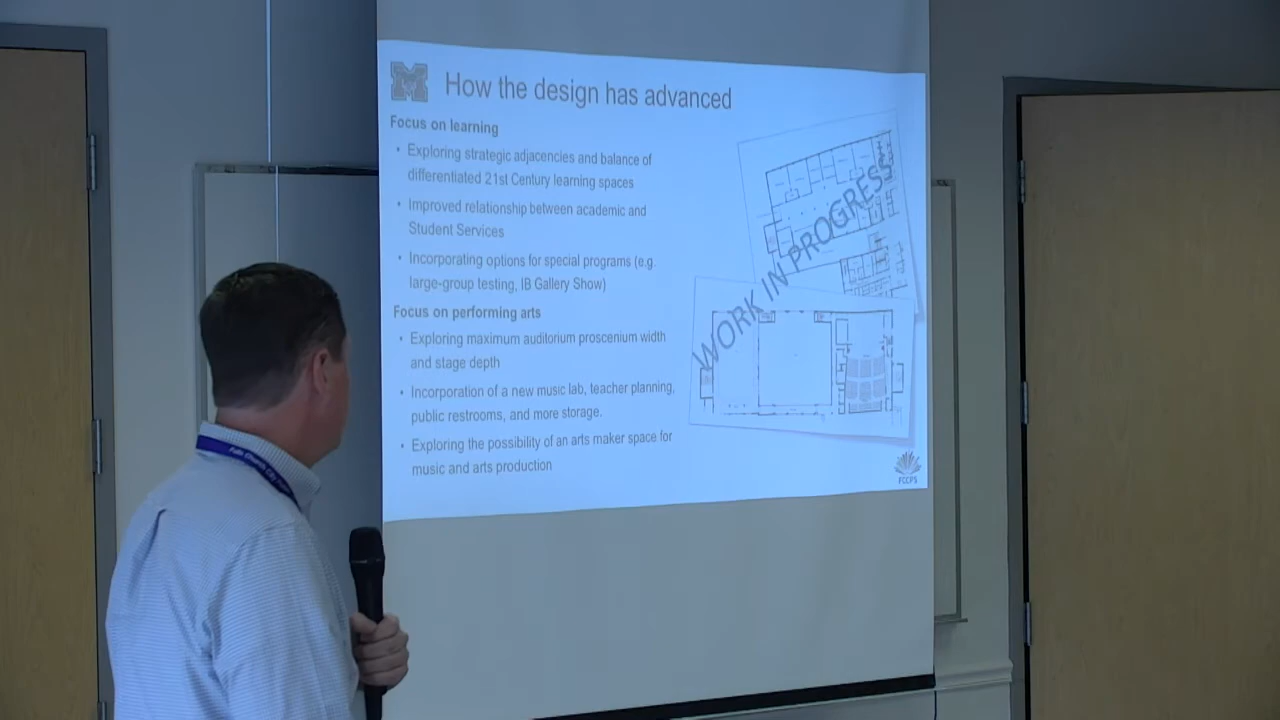 M
How the design has advanced
Focus on learning
• Exploring strategic adjacencies and balance of
differentiated 21st Century learning spaces
• Improved relationship between academic and
Student Services
• Incorporating options for special programs (e.g.
large-group testing, IB Gallery Show)
Focus on performing arts
• Exploring maximum auditorium proscenium width
and stage depth
• Incorporation of a new music lab, teacher planning,
public restrooms, and more storage.
• Exploring the possibility of an arts maker space for
music and arts production
WORK IN PROGRESS
FCCPS
Falls Church City